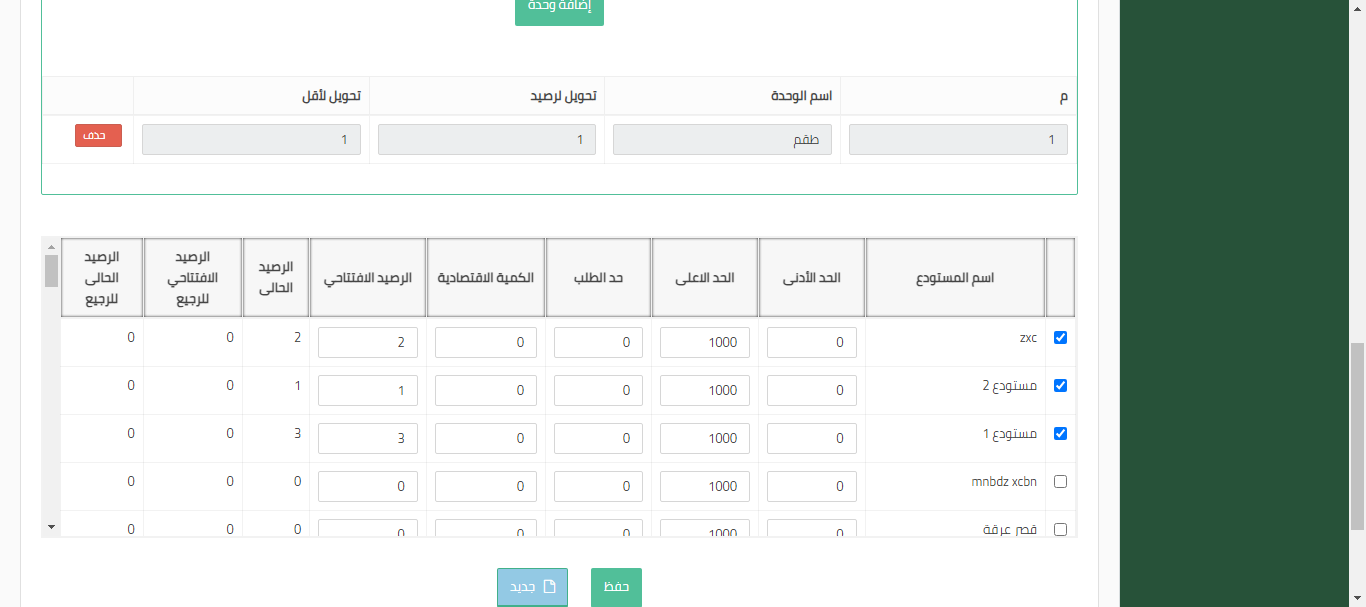 إضافة وحدة
م اسم الوحدة تحويل لرصيد تحويل لأقل
1 طقم 1 1 حذف
اسم المستودع الحد الأدنى الحد الاعلى حد الطلب الكمية الاقتصادية الرصيد الافتتاحي الرصيد الحالى الرصيد الافتتاحي للرجيع الرصيد الحالى للرجيع
zxc 0 1000 0 0 2 2 0 0
مستودع 2 0 1000 0 0 1 1 0 0
مستودع 1 0 1000 0 0 3 3 0 0
mnbdz xcbn 0 1000 0 0 0 0 0 0
قصر عرقة 0 1000 0 0 0 0 0 0
حفظ جديد